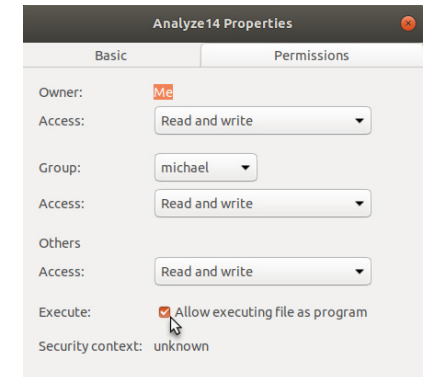 Analyze14 Properties
Basic Permissions
Owner: Me
Access: Read and write
Group: michael
Access: Read and write
Others
Access: Read and write
Execute: Allow executing file as program
Security context: unknown